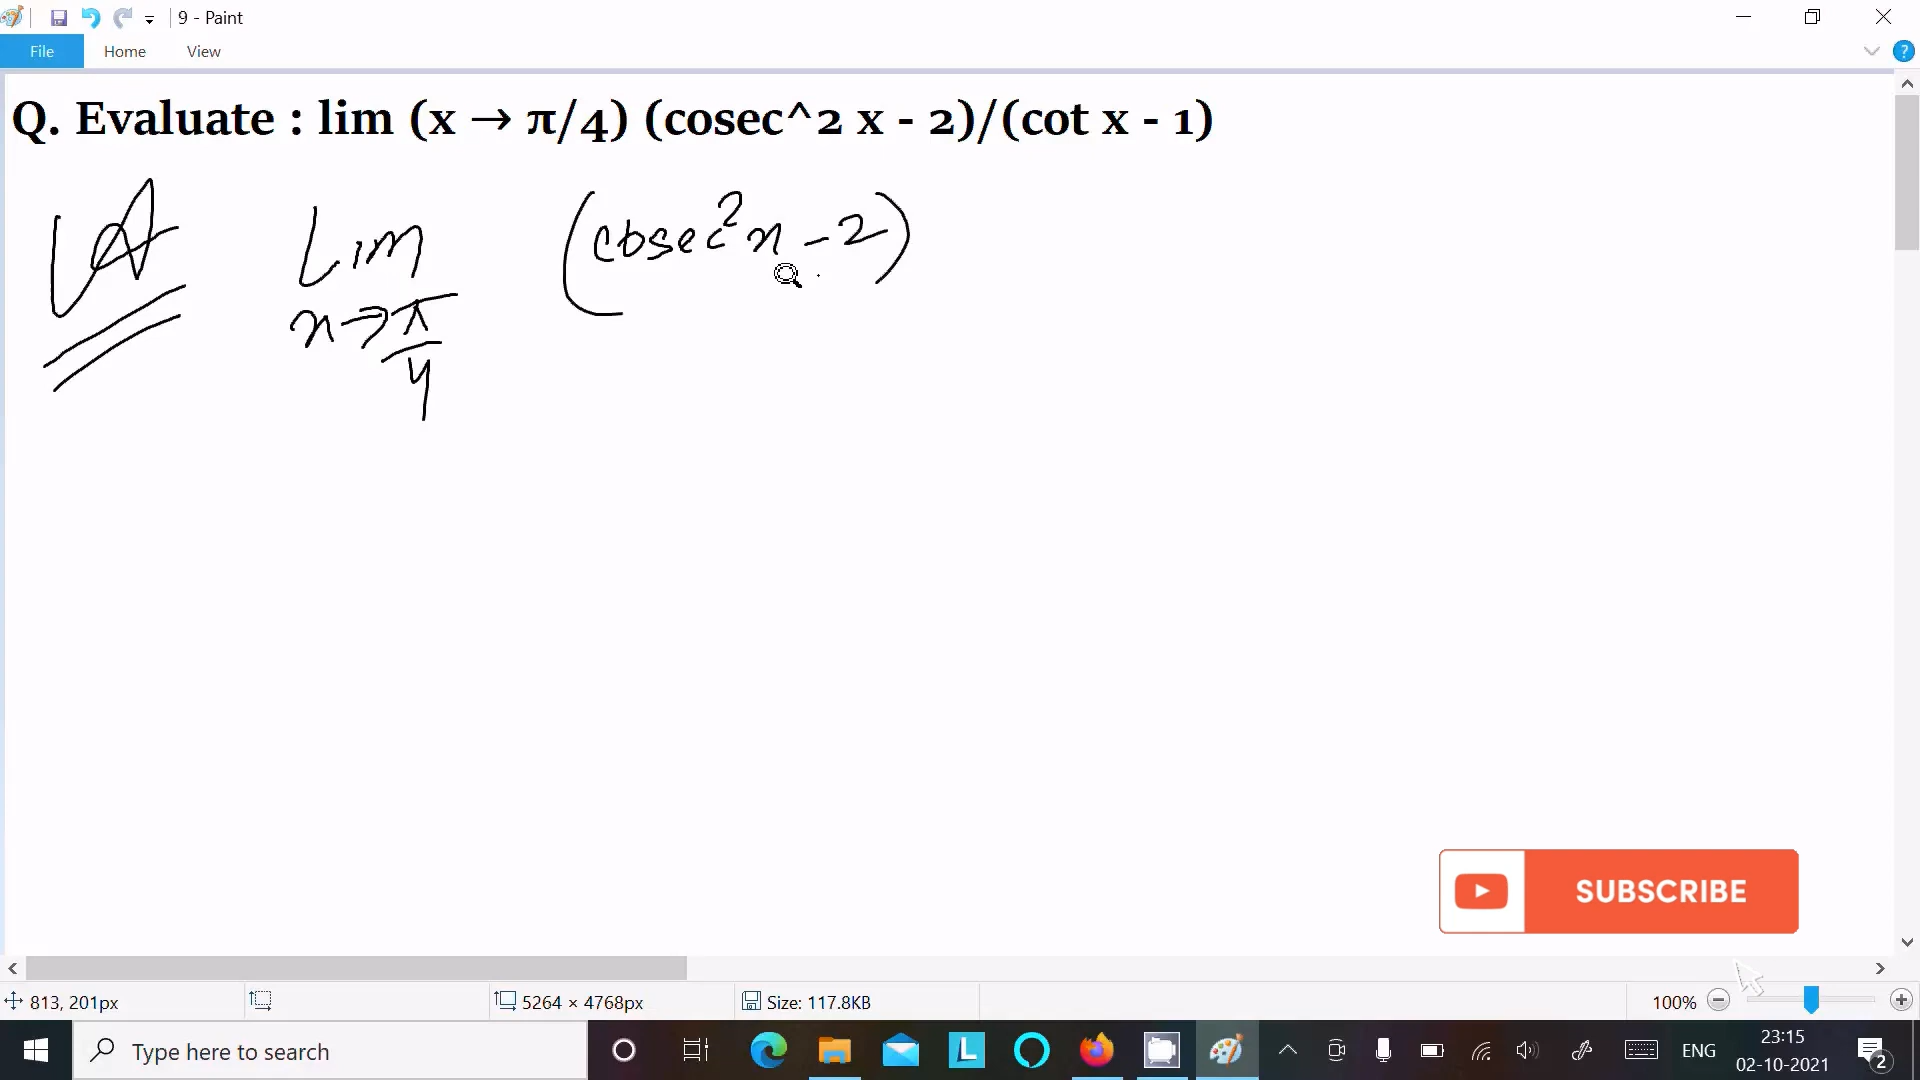 9 - Paint
File Home View
Q. Evaluate : lim (x → π/4) (cosec^2 x - 2)/(cot x - 1)
Lim (cosec²x - 2)
x→π/4
SUBSCRIBE
813, 201px 5264 × 4768px Size: 117.8KB 100%
Type here to search L ENG 23:15
02-10-2021 2